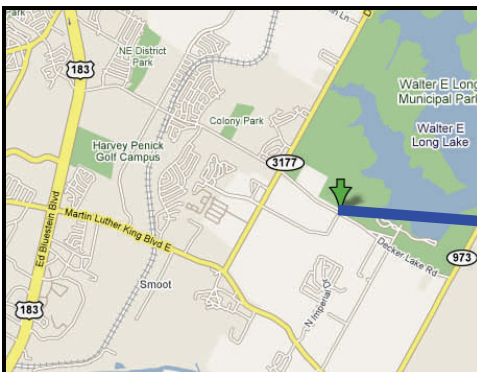 Park
NE District
Park
183
Colony Park
Walter E Long
Municipal Park
Walter E
Long Lake
Harvey Penick
Golf Campus
3177
Ed Bluestein Blvd
Martin Luther King Blvd E
Decker Lake Rd
973
Smoot
N Imperial D
183